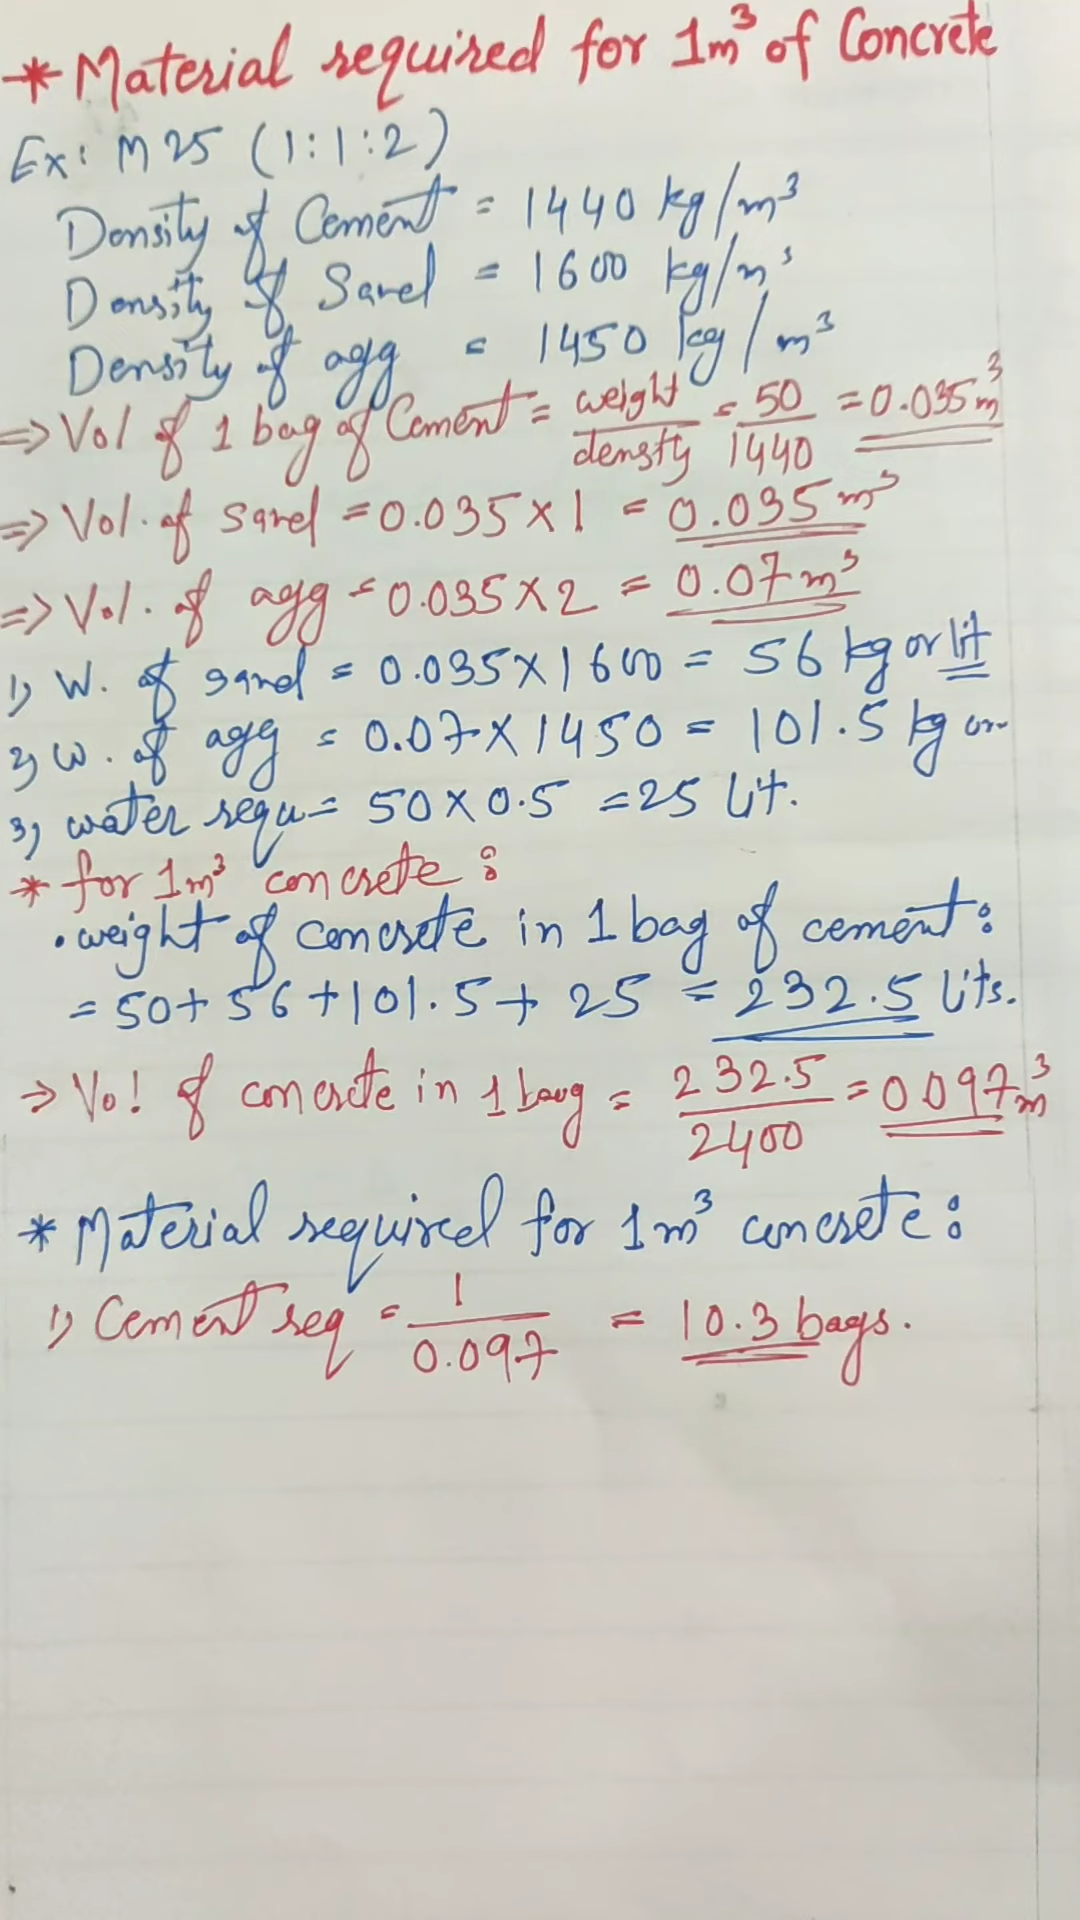 * Material required for 1m³ of Concrete
Ex: M 25 (1:1:2)
Density of Cement = 1440 kg/m³
Density of Sand = 1600 kg/m³
Density of agg = 1450 kg/m³
=> Vol of 1 bag of Cement = weight/density = 50/1440 = 0.035 m³
=> Vol. of sand = 0.035 x 1 = 0.035 m³
=> Vol. of agg = 0.035 x 2 = 0.07 m³
1) W. of sand = 0.035 x 1600 = 56 kg or lit
2) W. of agg = 0.07 x 1450 = 101.5 kg or
3) water requ = 50 x 0.5 = 25 Lit.
* for 1m³ concrete :
• weight of concrete in 1 bag of cement :
= 50 + 56 + 101.5 + 25 = 232.5 Lits.
→ Vol of concrete in 1 bag = 232.5/2400 = 0.097 m³
* Material required for 1m³ concrete :
1) Cement req = 1/0.097 = 10.3 bags.